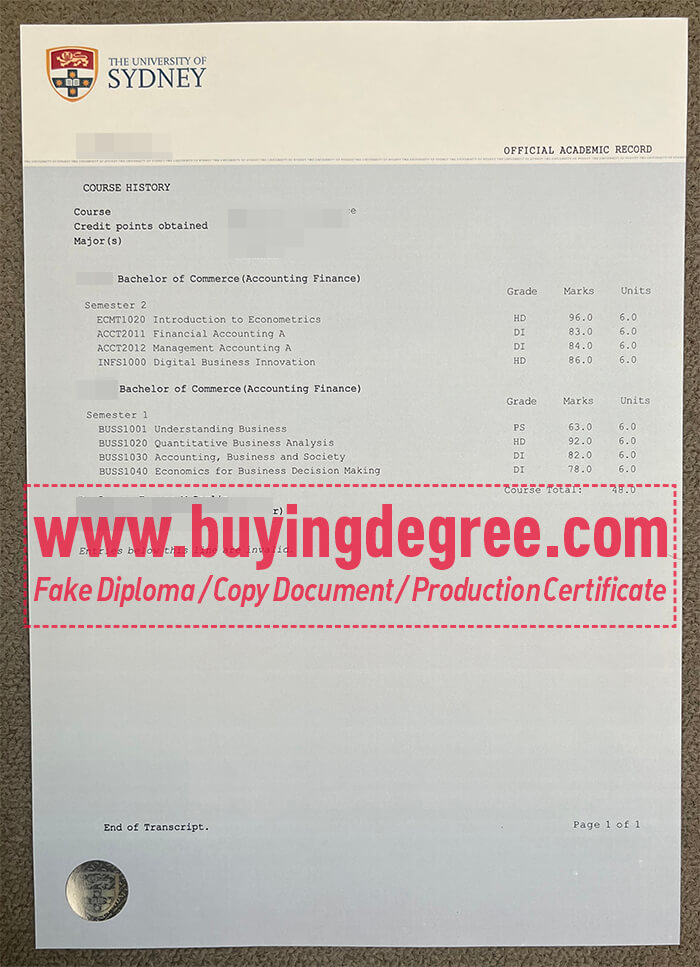 THE UNIVERSITY OF
SYDNEY
OFFICIAL ACADEMIC RECORD
COURSE HISTORY
Course
Credit points obtained
Major(s)
Bachelor of Commerce(Accounting Finance)
Grade Marks Units
Semester 2
ECMT1020 Introduction to Econometrics HD 96.0 6.0
ACCT2011 Financial Accounting A DI 83.0 6.0
ACCT2012 Management Accounting A DI 84.0 6.0
INFS1000 Digital Business Innovation HD 86.0 6.0
Bachelor of Commerce(Accounting Finance)
Grade Marks Units
Semester 1
BUSS1001 Understanding Business PS 63.0 6.0
BUSS1020 Quantitative Business Analysis HD 92.0 6.0
BUSS1030 Accounting, Business and Society DI 82.0 6.0
BUSS1040 Economics for Business Decision Making DI 78.0 6.0
Course Total: 48.0
www.buyingdegree.com
Entries below this line are invalid.
Fake Diploma / Copy Document / Production Certificate
End of Transcript.
Page 1 of 1